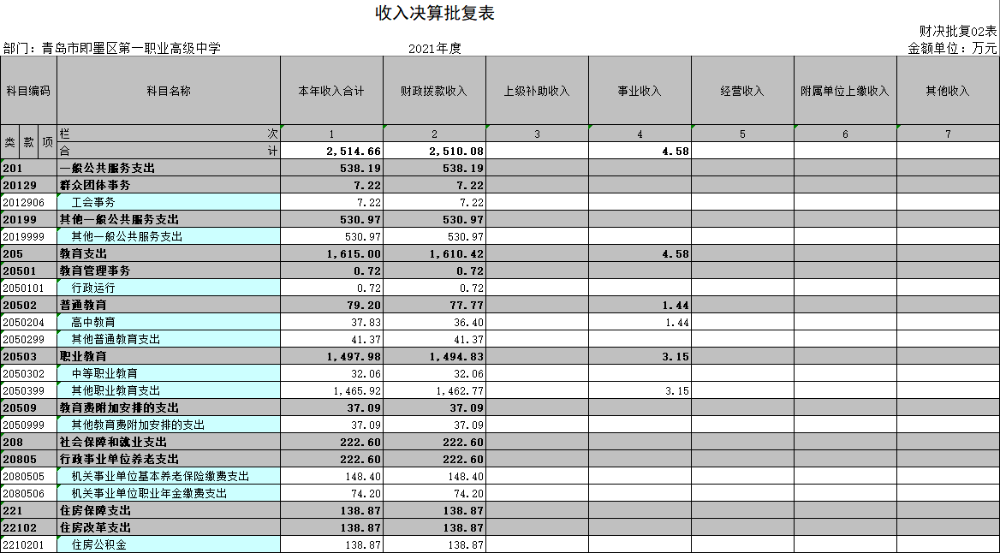 收入决算批复表
财决批复02表
部门：青岛市即墨区第一职业高级中学 2021年度 金额单位：万元
科目编码 科目名称 本年收入合计 财政拨款收入 上级补助收入 事业收入 经营收入 附属单位上缴收入 其他收入
类 款 项 栏 次 1 2 3 4 5 6 7
合 计 2,514.66 2,510.08 4.58
201 一般公共服务支出 538.19 538.19
20129 群众团体事务 7.22 7.22
2012906 工会事务 7.22 7.22
20199 其他一般公共服务支出 530.97 530.97
2019999 其他一般公共服务支出 530.97 530.97
205 教育支出 1,615.00 1,610.42 4.58
20501 教育管理事务 0.72 0.72
2050101 行政运行 0.72 0.72
20502 普通教育 79.20 77.77 1.44
2050204 高中教育 37.83 36.40 1.44
2050299 其他普通教育支出 41.37 41.37
20503 职业教育 1,497.98 1,494.83 3.15
2050302 中等职业教育 32.06 32.06
2050399 其他职业教育支出 1,465.92 1,462.77 3.15
20509 教育费附加安排的支出 37.09 37.09
2050999 其他教育费附加安排的支出 37.09 37.09
208 社会保障和就业支出 222.60 222.60
20805 行政事业单位养老支出 222.60 222.60
2080505 机关事业单位基本养老保险缴费支出 148.40 148.40
2080506 机关事业单位职业年金缴费支出 74.20 74.20
221 住房保障支出 138.87 138.87
22102 住房改革支出 138.87 138.87
2210201 住房公积金 138.87 138.87